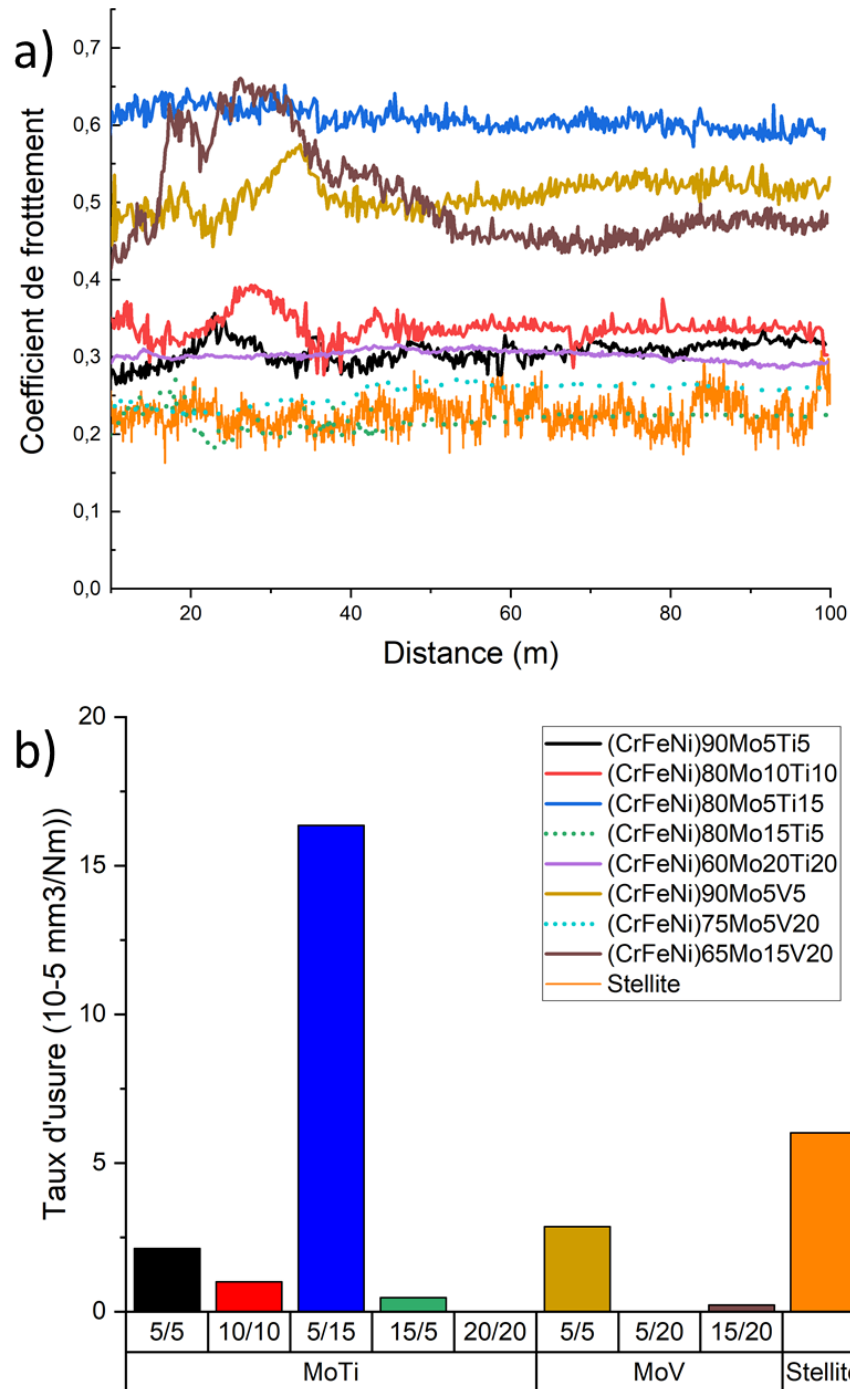 a)
0,7
0,6
0,5
0,4
0,3
0,2
0,1
0,0
Coefficient de frotttement
20 40 60 80 100
Distance (m)
b)
20
15
10
5
0
Taux d'usure (10-5 mm3/Nm))
(CrFeNi)90Mo5Ti5
(CrFeNi)80Mo10Ti10
(CrFeNi)80Mo5Ti15
(CrFeNi)80Mo15Ti5
(CrFeNi)60Mo20Ti20
(CrFeNi)90Mo5V5
(CrFeNi)75Mo5V20
(CrFeNi)65Mo15V20
Stellite
5/5 10/10 5/15 15/5 20/20 5/5 5/20 15/20
MoTi MoV Stellite